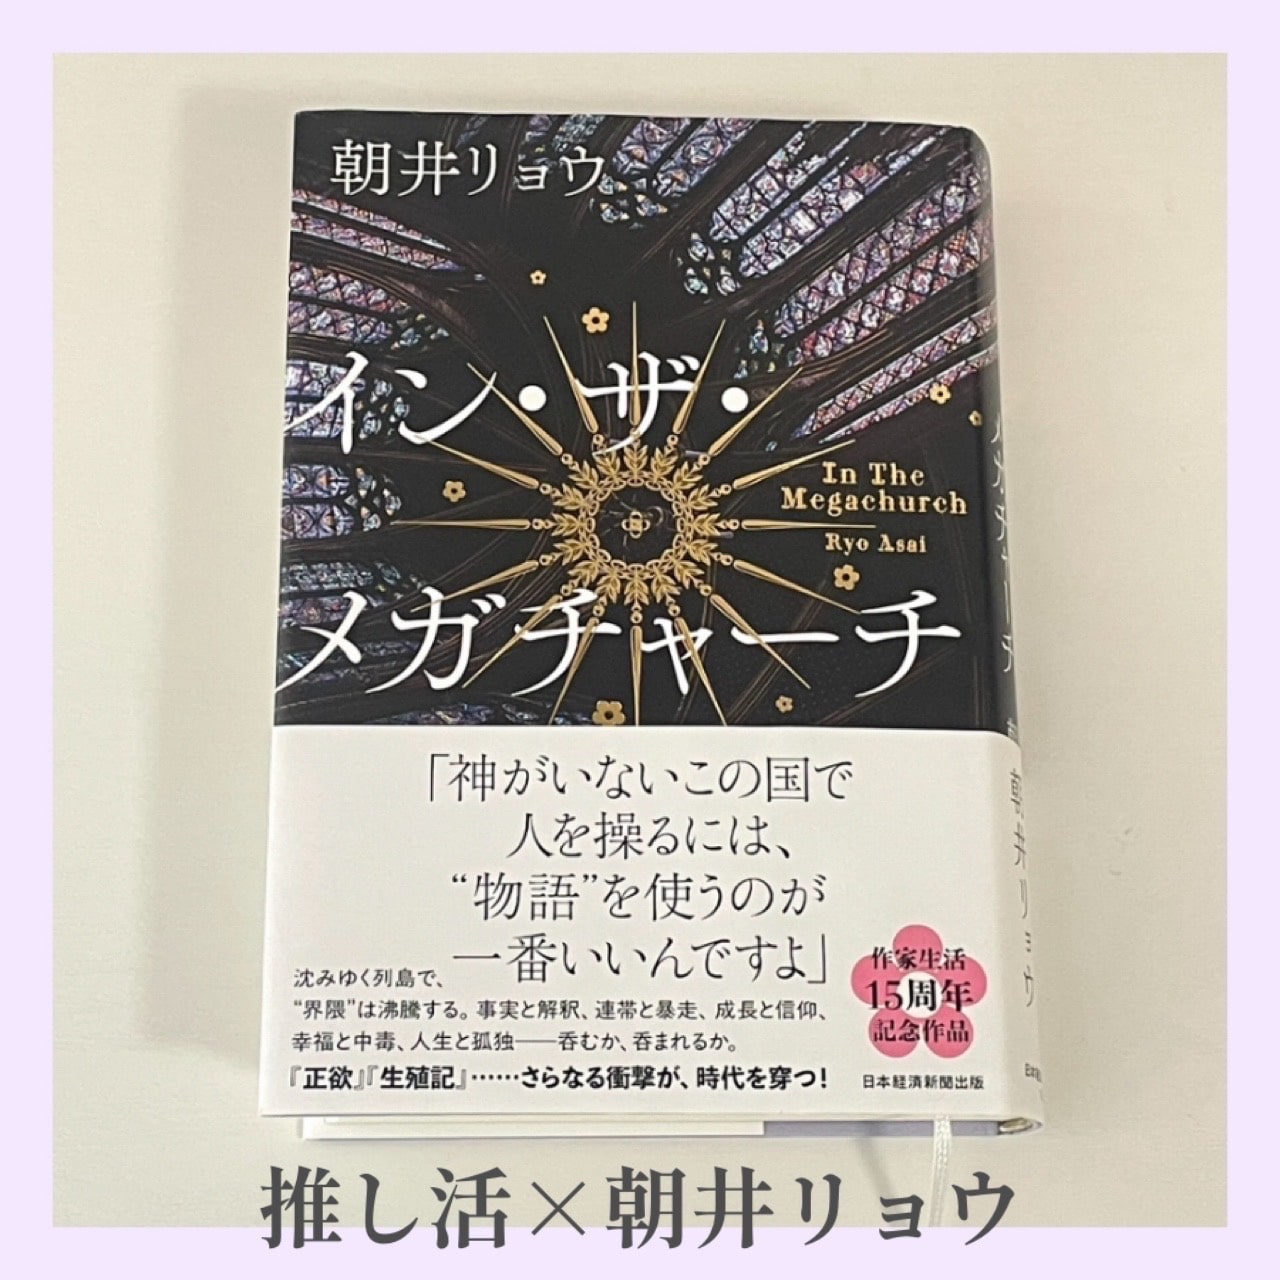 朝井リョウ
イン・ザ・
In The
Megachurch
Ryo Asai
メガチャーチ
「神がいないこの国で
人を操るには、
“物語”を使うのが
一番いいんですよ」
沈みゆく列島で、
“界隈”は沸騰する。事実と解釈、連帯と暴走、成長と信仰、
幸福と中毒、人生と孤独――呑むか、呑まれるか。
『正欲』『生殖記』……さらなる衝撃が、時代を穿つ!
作家生活
15周年
記念作品
日本経済新聞出版
朝井リョウ
推し活×朝井リョウ